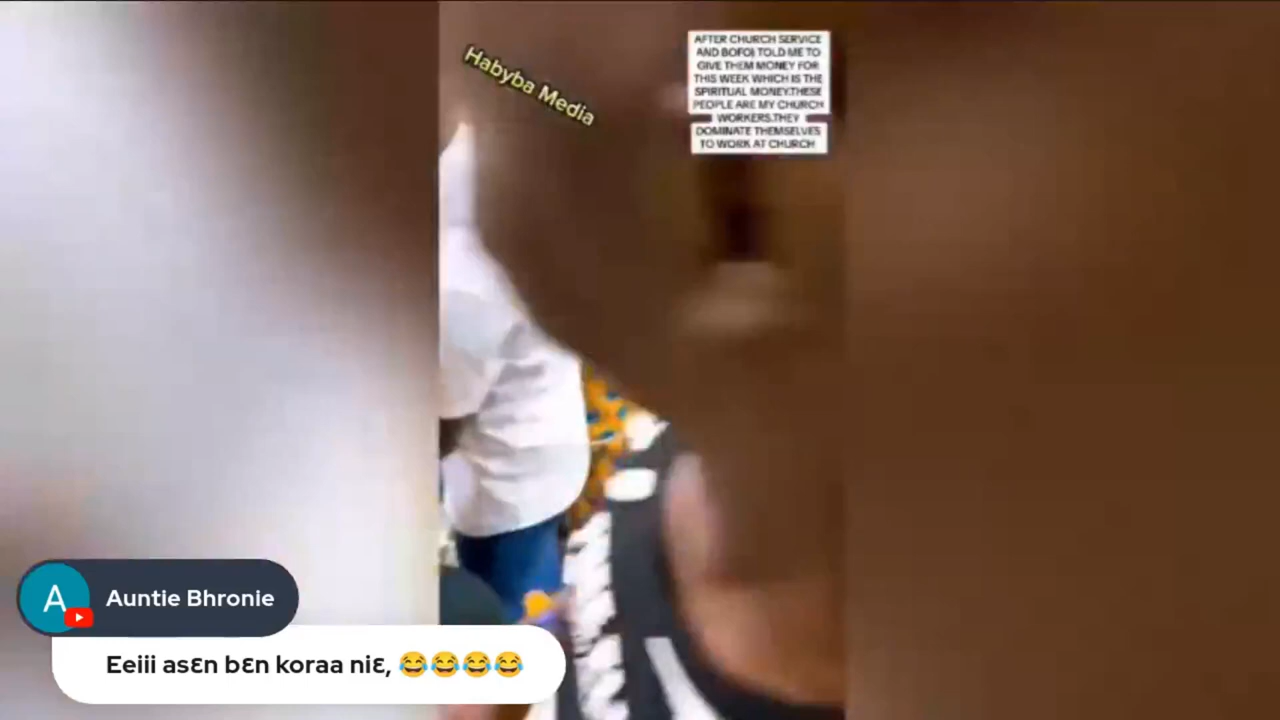 Habyba Media
AFTER CHURCH SERVICE
AND BOFO) TOLD ME TO
GIVE THEM MONEY FOR
THIS WEEK WHICH IS THE
SPIRITUAL MONEY.THESE
PEOPLE ARE MY CHURCH
WORKERS.THEY
DOMINATE THEMSELVES
TO WORK AT CHURCH
A
Auntie Bhronie
Eeiii asɛn bɛn koraa niɛ, 😂😂😂😂